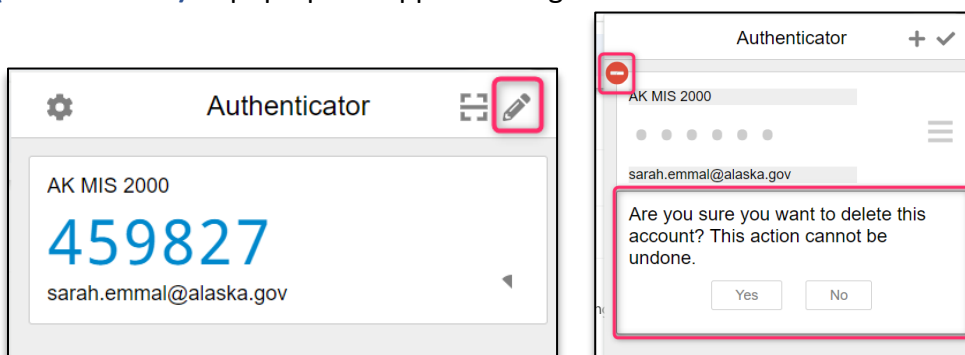 Authenticator
AK MIS 2000
459827
sarah.emmal@alaska.gov
Authenticator
AK MIS 2000
sarah.emmal@alaska.gov
Are you sure you want to delete this
account? This action cannot be
undone.
Yes No